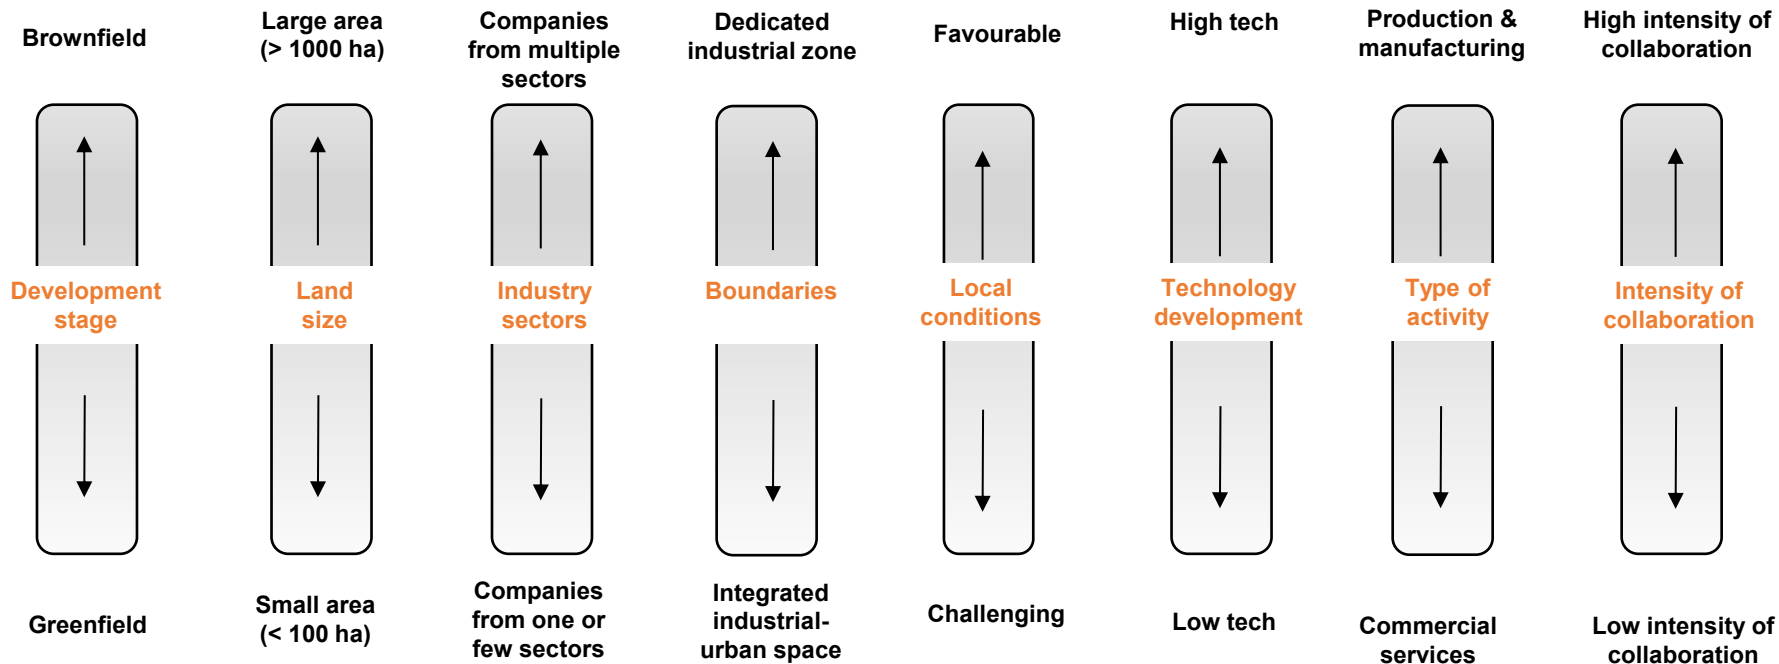 Brownfield
Large area
(> 1000 ha)
Companies
from multiple
sectors
Dedicated
industrial zone
Favourable
High tech
Production &
manufacturing
High intensity of
collaboration
Development
stage
Land
size
Industry
sectors
Boundaries
Local
conditions
Technology
development
Type of
activity
Intensity of
collaboration
Greenfield
Small area
(< 100 ha)
Companies
from one or
few sectors
Integrated
industrial-
urban space
Challenging
Low tech
Commercial
services
Low intensity of
collaboration